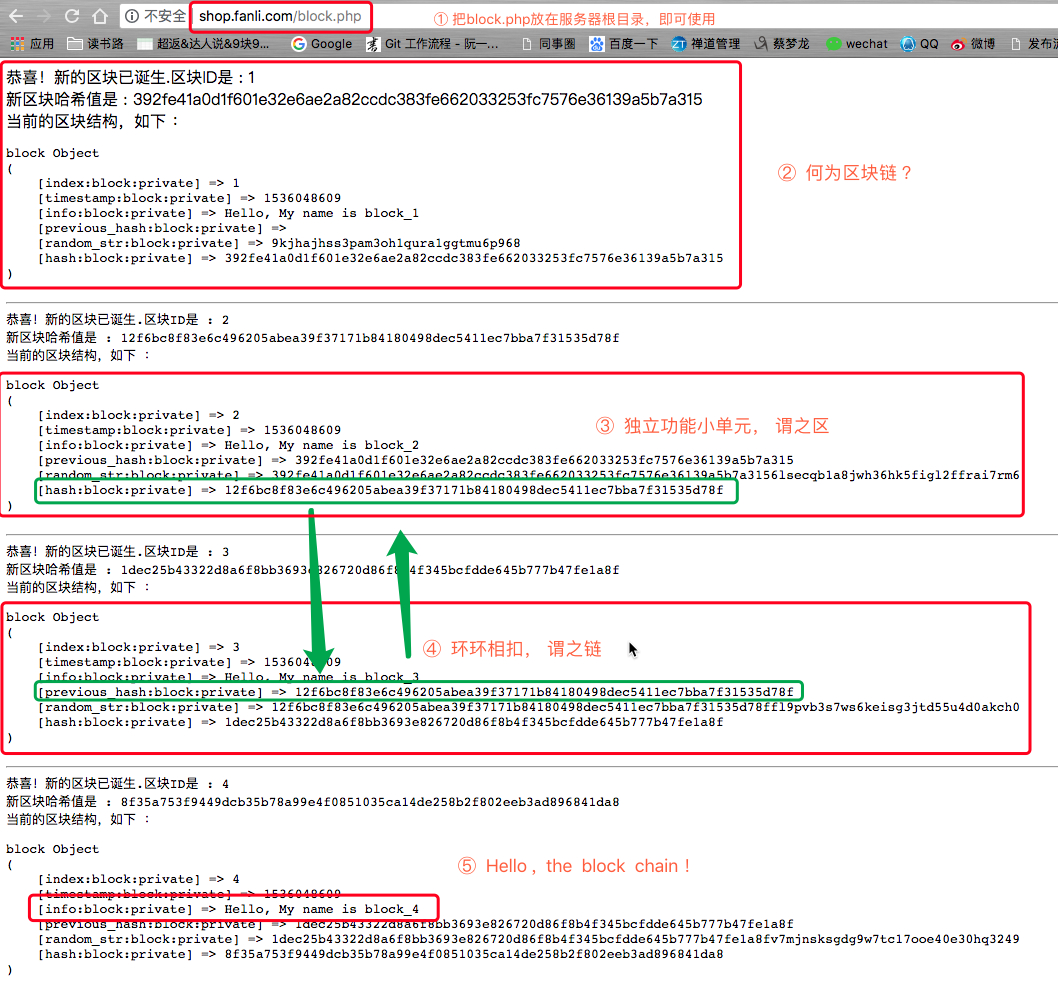 不安全 shop.fanli.com/block.php ① 把block.php放在服务器根目录，即可使用
应用 读书路 超返&达人说&9块9... Google Git 工作流程 - 阮一... 同事圈 百度一下 禅道管理 蔡梦龙 wechat QQ 微博 发布流
恭喜！新的区块已诞生.区块ID是 : 1
新区块哈希值是 : 392fe41a0d1f601e32e6ae2a82ccdc383fe662033253fc7576e36139a5b7a315
当前的区块结构，如下 ：
block Object
(
[index:block:private] => 1
② 何为区块链？
[timestamp:block:private] => 1536048609
[info:block:private] => Hello, My name is block_1
[previous_hash:block:private] =>
[random_str:block:private] => 9kjhajhss3pam3oh1qura1ggtmu6p968
[hash:block:private] => 392fe41a0d1f601e32e6ae2a82ccdc383fe662033253fc7576e36139a5b7a315
)
恭喜！新的区块已诞生.区块ID是 : 2
新区块哈希值是 : 12f6bc8f83e6c496205abea39f37171b84180498dec5411ec7bba7f31535d78f
当前的区块结构，如下 ：
block Object
(
[index:block:private] => 2
③ 独立功能小单元， 谓之区
[timestamp:block:private] => 1536048609
[info:block:private] => Hello, My name is block_2
[previous_hash:block:private] => 392fe41a0d1f601e32e6ae2a82ccdc383fe662033253fc7576e36139a5b7a315
[random_str:block:private] => 392fe41a0d1f601e32e6ae2a82ccdc383fe662033253fc7576e36139a5b7a3156lsecqb1a8jwh36hk5figl2ffrai7rm6
[hash:block:private] => 12f6bc8f83e6c496205abea39f37171b84180498dec5411ec7bba7f31535d78f
)
恭喜！新的区块已诞生.区块ID是 : 3
新区块哈希值是 : 1dec25b43322d8a6f8bb3693e826720d86f8b4f345bcfdde645b777b47fe1a8f
当前的区块结构，如下 ：
block Object
(
[index:block:private] => 3
④ 环环相扣， 谓之链
[timestamp:block:private] => 1536048609
[info:block:private] => Hello, My name is block_3
[previous_hash:block:private] => 12f6bc8f83e6c496205abea39f37171b84180498dec5411ec7bba7f31535d78f
[random_str:block:private] => 12f6bc8f83e6c496205abea39f37171b84180498dec5411ec7bba7f31535d78ffl9pvb3s7ws6keisg3jtd55u4d0akch0
[hash:block:private] => 1dec25b43322d8a6f8bb3693e826720d86f8b4f345bcfdde645b777b47fe1a8f
)
恭喜！新的区块已诞生.区块ID是 : 4
新区块哈希值是 : 8f35a753f9449dcb35b78a99e4f0851035ca14de258b2f802eeb3ad896841da8
当前的区块结构，如下 ：
block Object
(
⑤ Hello , the block chain !
[index:block:private] => 4
[timestamp:block:private] => 1536048609
[info:block:private] => Hello, My name is block_4
[previous_hash:block:private] => 1dec25b43322d8a6f8bb3693e826720d86f8b4f345bcfdde645b777b47fe1a8f
[random_str:block:private] => 1dec25b43322d8a6f8bb3693e826720d86f8b4f345bcfdde645b777b47fe1a8fv7mjnsksgdg9w7tc17ooe40e30hq3249
[hash:block:private] => 8f35a753f9449dcb35b78a99e4f0851035ca14de258b2f802eeb3ad896841da8
)